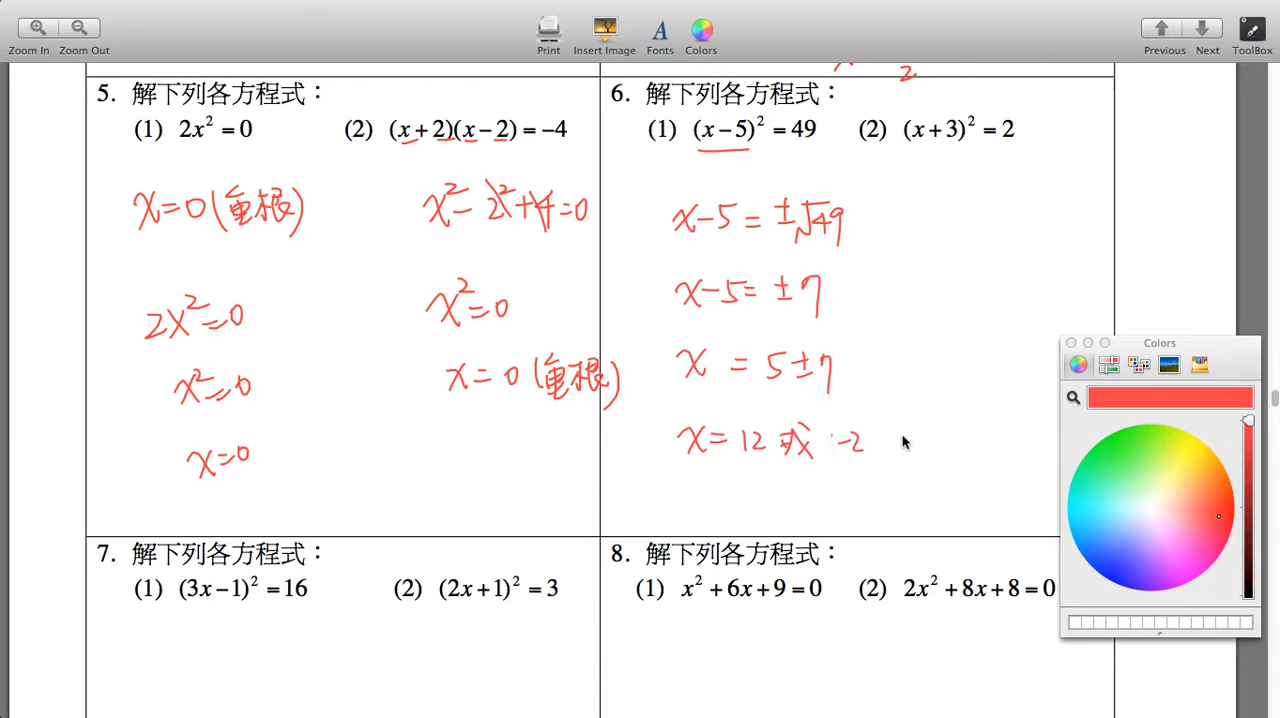 Zoom In Zoom Out Print Insert Image Fonts Colors Previous Next ToolBox
2
5. 解下列各方程式：
(1) 2x² = 0 (2) (x + 2)(x − 2) = −4
x = 0 (重根) x² − 2² + 4 = 0
2x² = 0 x² = 0
x² = 0 x = 0 (重根)
x = 0
6. 解下列各方程式：
(1) (x − 5)² = 49 (2) (x + 3)² = 2
x − 5 = ±√49
x − 5 = ±7
x = 5 ± 7
x = 12 或 −2
7. 解下列各方程式：
(1) (3x − 1)² = 16 (2) (2x + 1)² = 3
8. 解下列各方程式：
(1) x² + 6x + 9 = 0 (2) 2x² + 8x + 8 = 0
Colors